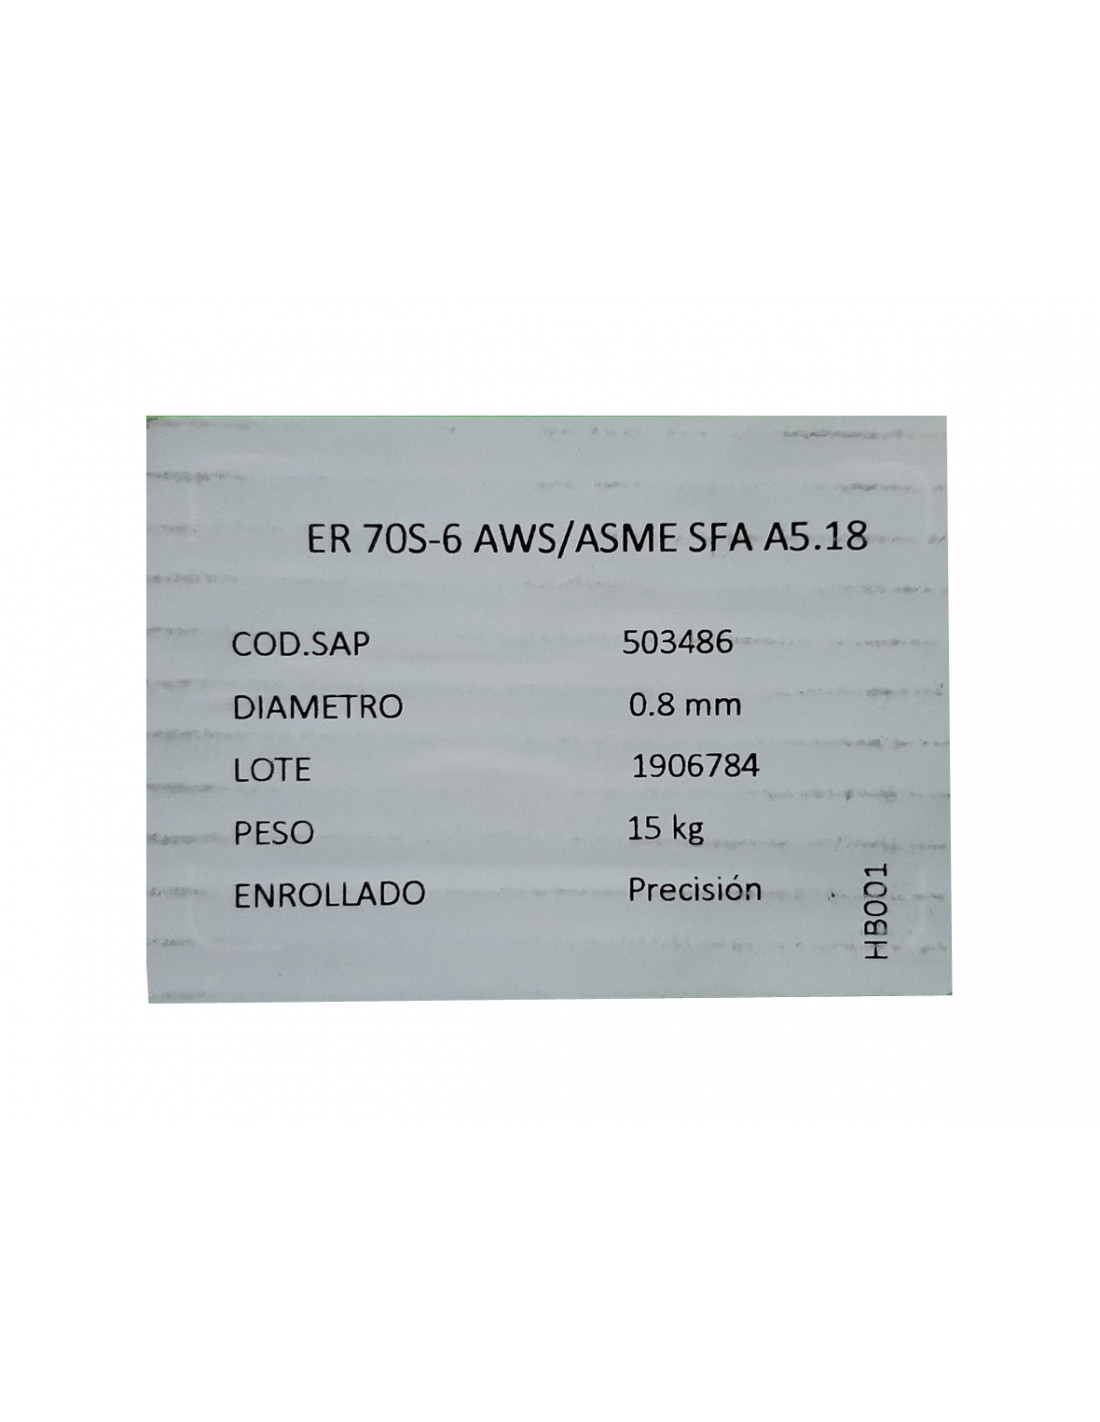 ER 70S-6 AWS/ASME SFA A5.18
COD.SAP 503486
DIAMETRO 0.8 mm
LOTE 1906784
PESO 15 kg
ENROLLADO Precisión
HB001